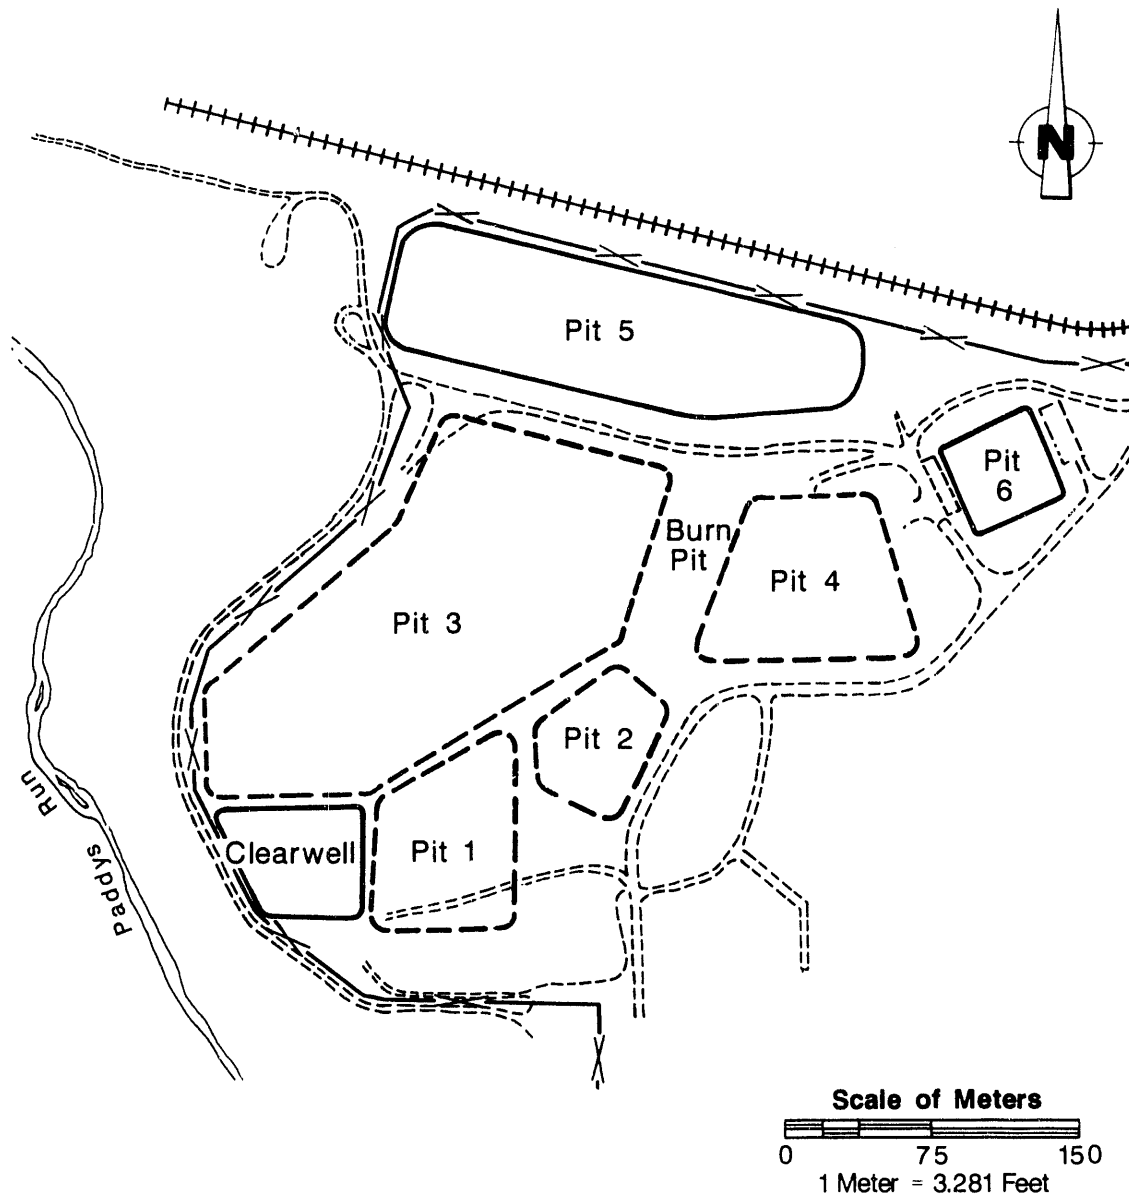 N
Pit 5
Pit
6
Burn
Pit
Pit 4
Pit 3
Pit 2
Clearwell
Pit 1
Paddys Run
Scale of Meters
0 75 150
1 Meter = 3.281 Feet